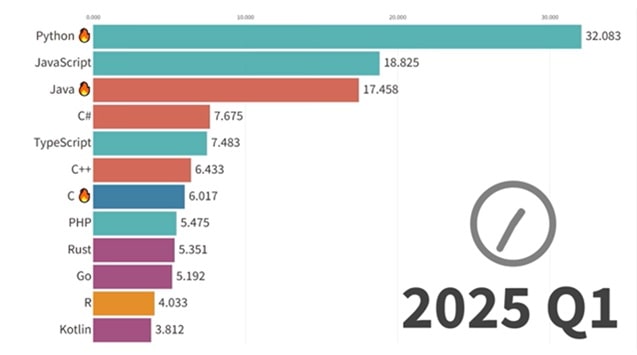 0.000 10.000 20.000 30.000
Python 🔥 32.083
JavaScript 18.825
Java 🔥 17.458
C# 7.675
TypeScript 7.483
C++ 6.433
C 🔥 6.017
PHP 5.475
Rust 5.351
Go 5.192
R 4.033
Kotlin 3.812
2025 Q1